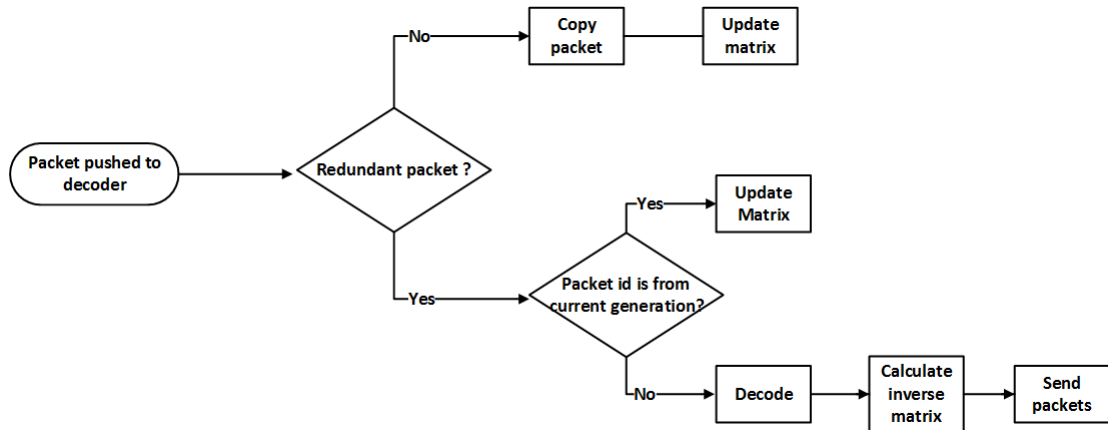 No
Copy
packet
Update
matrix
Packet pushed to
decoder
Redundant packet ?
Yes
Packet id is from
current generation?
Yes
Update
Matrix
No
Decode
Calculate
inverse
matrix
Send
packets